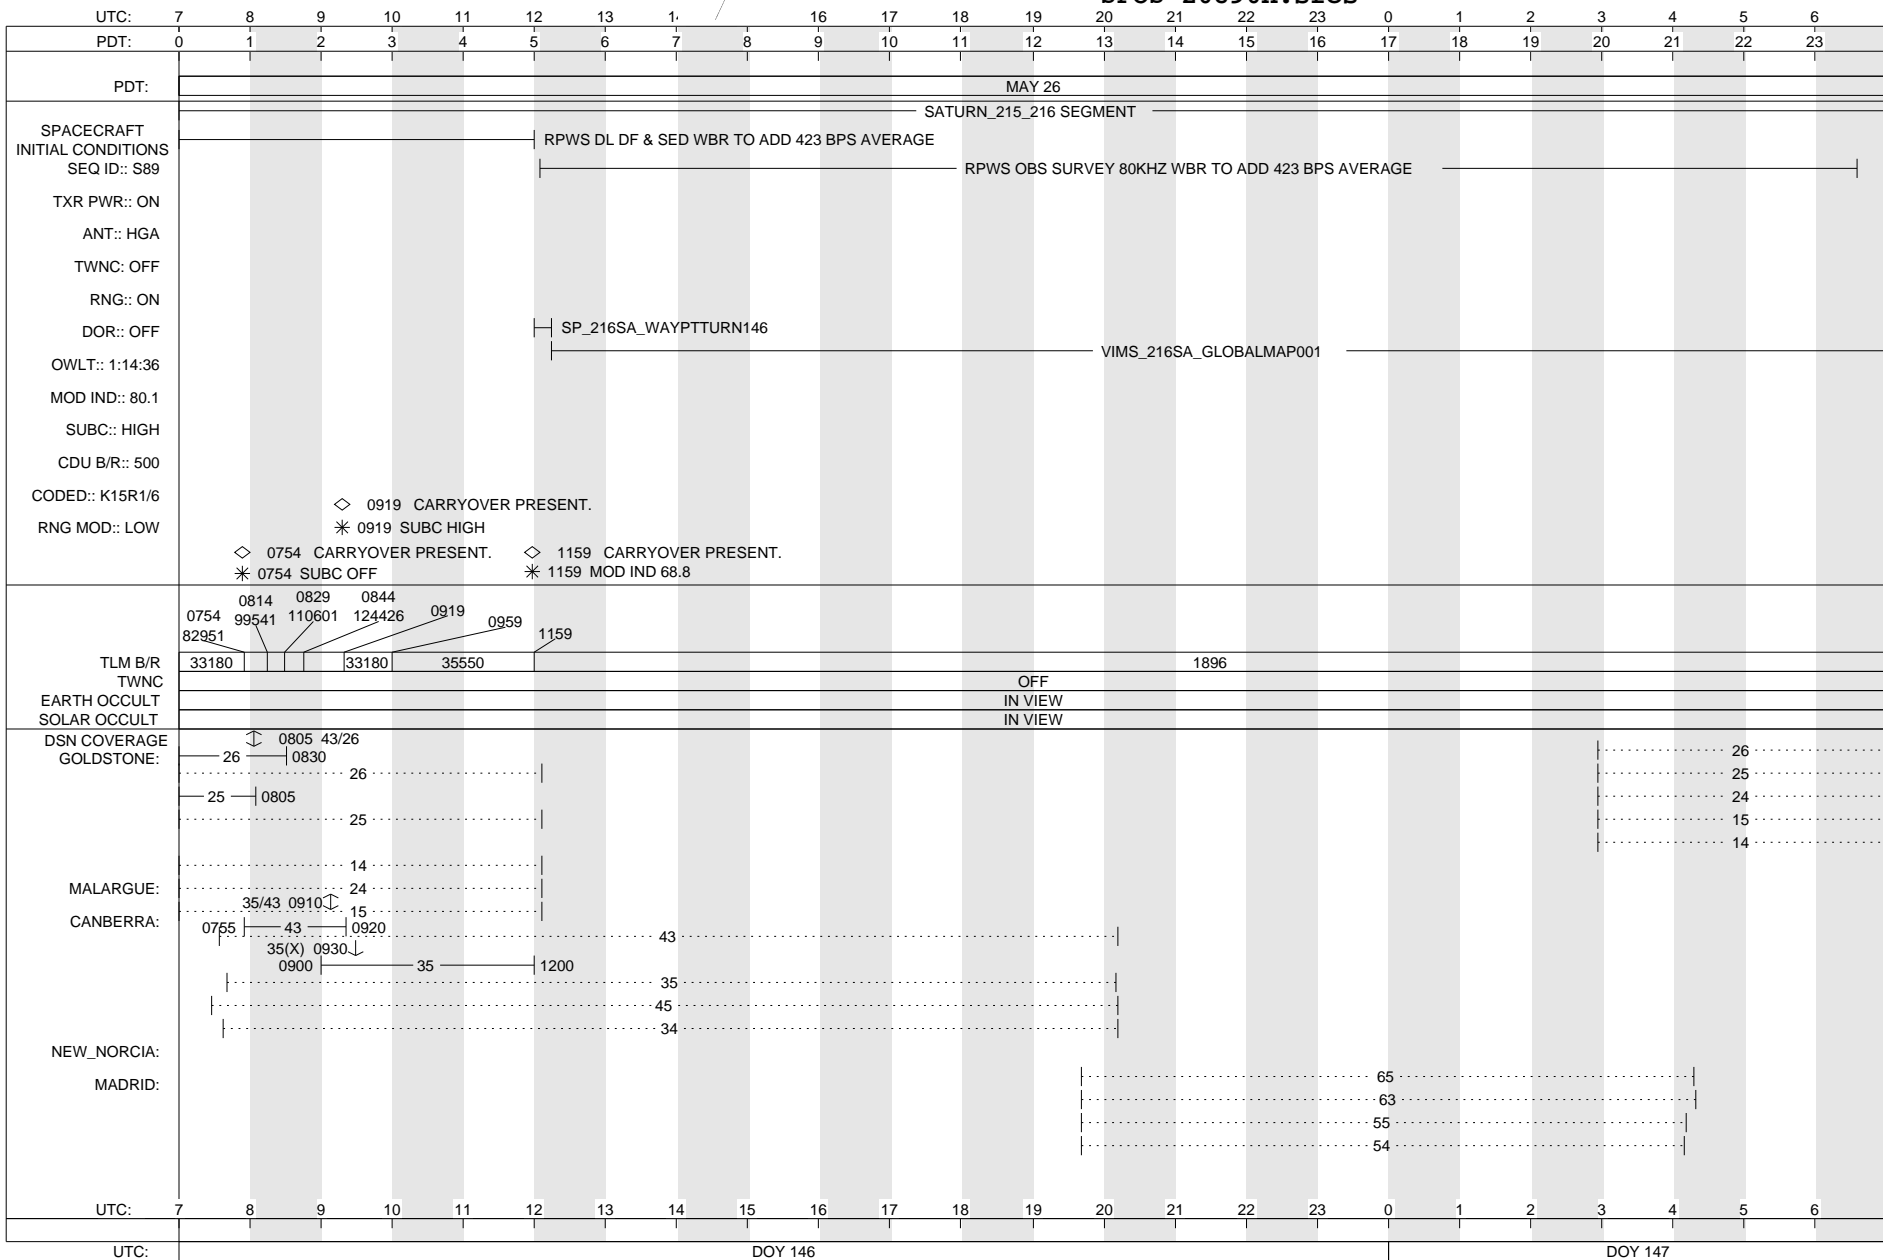 UTC: 7 8 9 10 11 12 13 16 17 18 19 20 21 22 23 0 1 2 3 4 5 6
PDT: 0 1 2 3 4 5 6 7 8 9 10 11 12 13 14 15 16 17 18 19 20 21 22 23
PDT: MAY 26
SATURN_215_216 SEGMENT
SPACECRAFT
INITIAL CONDITIONS
RPWS DL DF & SED WBR TO ADD 423 BPS AVERAGE
SEQ ID:: S89
RPWS OBS SURVEY 80KHZ WBR TO ADD 423 BPS AVERAGE
TXR PWR:: ON
ANT:: HGA
TWNC: OFF
RNG:: ON
DOR:: OFF
SP_216SA_WAYPTTURN146
VIMS_216SA_GLOBALMAP001
OWLT:: 1:14:36
MOD IND:: 80.1
SUBC:: HIGH
CDU B/R:: 500
CODED:: K15R1/6
0919 CARRYOVER PRESENT.
RNG MOD:: LOW
0919 SUBC HIGH
0754 CARRYOVER PRESENT. 1159 CARRYOVER PRESENT.
0754 SUBC OFF 1159 MOD IND 68.8
0814 0829 0844
0754 99541 110601 124426 0919 0959
82951 1159
TLM B/R 33180 33180 35550 1896
TWNC OFF
EARTH OCCULT IN VIEW
SOLAR OCCULT IN VIEW
DSN COVERAGE 0805 43/26
GOLDSTONE: 26 0830 26
26 25
25 0805 24
25 15
14
14
MALARGUE: 24
35/43 0910
15
CANBERRA: 0755 43 0920
43
35(X) 0930
0900 35 1200
35
45
34
NEW_NORCIA:
65
MADRID:
63
55
54
UTC: 7 8 9 10 11 12 13 14 15 16 17 18 19 20 21 22 23 0 1 2 3 4 5 6
UTC: DOY 146 DOY 147